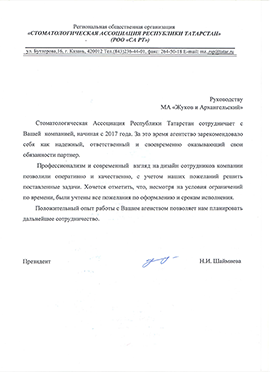 Региональная общественная организация
«СТОМАТОЛОГИЧЕСКАЯ АССОЦИАЦИЯ РЕСПУБЛИКИ ТАТАРСТАН»
(РОО «СА РТ»)
ул. Бутлерова,16, г. Казань, 420012 Тел.(843)236-44-01, факс: 264-50-18 E-mail:
Руководству
МА «Жуков и Архангельский»
Стоматологическая Ассоциация Республики Татарстан сотрудничает с
Вашей компанией, начиная с 2017 года. За это время агентство зарекомендовало
себя как надежный, ответственный и своевременно оказывающий свои
обязанности партнер.
Профессионализм и современный взгляд на дизайн сотрудников компании
позволили оперативно и качественно, с учетом наших пожеланий решить
поставленные задачи. Хочется отметить, что, несмотря на условия ограничений
по времени, были учтены все пожелания по оформлению и срокам исполнения.
Положительный опыт работы с Вашим агенством позволяет нам планировать
дальнейшее сотрудничество.
Президент Н.И. Шаймиева